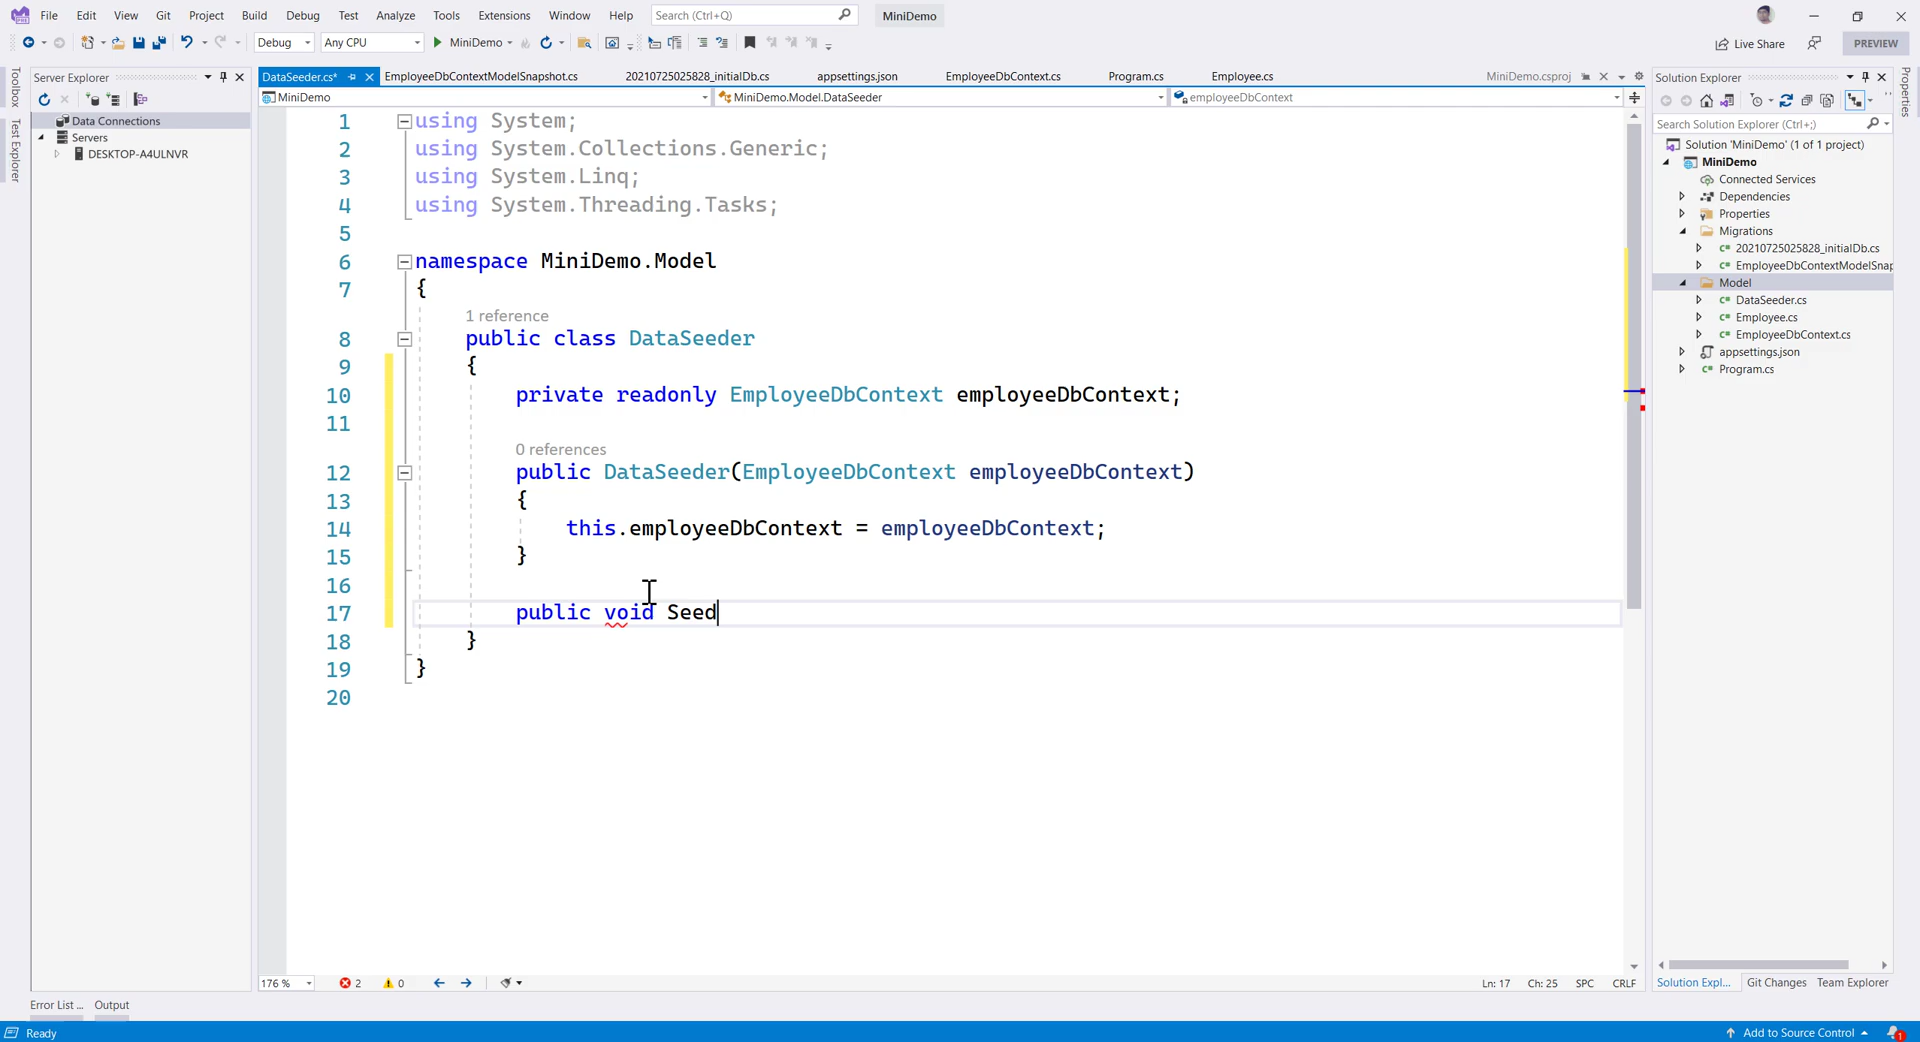 File Edit View Git Project Build Debug Test Analyze Tools Extensions Window Help Search (Ctrl+Q) MiniDemo
Debug Any CPU MiniDemo Live Share PREVIEW
Toolbox
Test Explorer
Server Explorer
Data Connections
Servers
DESKTOP-A4ULNVR
DataSeeder.cs* EmployeeDbContextModelSnapshot.cs 20210725025828_initialDb.cs appsettings.json EmployeeDbContext.cs Program.cs Employee.cs MiniDemo.csproj
MiniDemo MiniDemo.Model.DataSeeder employeeDbContext
1 using System;
2 using System.Collections.Generic;
3 using System.Linq;
4 using System.Threading.Tasks;
5
6 namespace MiniDemo.Model
7 {
1 reference
8 public class DataSeeder
9 {
10 private readonly EmployeeDbContext employeeDbContext;
11
0 references
12 public DataSeeder(EmployeeDbContext employeeDbContext)
13 {
14 this.employeeDbContext = employeeDbContext;
15 }
16
17 public void Seed
18 }
19 }
20
176 % 2 0 Ln: 17 Ch: 25 SPC CRLF
Solution Explorer
Search Solution Explorer (Ctrl+;)
Solution 'MiniDemo' (1 of 1 project)
MiniDemo
Connected Services
Dependencies
Properties
Migrations
20210725025828_initialDb.cs
EmployeeDbContextModelSnap
Model
DataSeeder.cs
Employee.cs
EmployeeDbContext.cs
appsettings.json
Program.cs
Solution Expl... Git Changes Team Explorer
Properties
Error List ... Output
Ready Add to Source Control 1